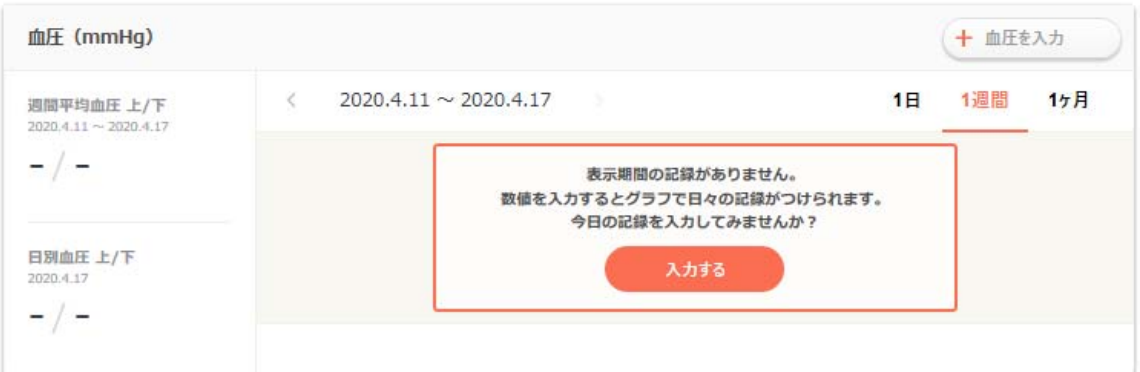 血圧（mmHg）
+ 血圧を入力
週間平均血圧 上/下
2020.4.11 ～ 2020.4.17
- / -
日別血圧 上/下
2020.4.17
- / -
< 2020.4.11 ～ 2020.4.17 >
1日 1週間 1ヶ月
表示期間の記録がありません。
数値を入力するとグラフで日々の記録がつけられます。
今日の記録を入力してみませんか？
入力する